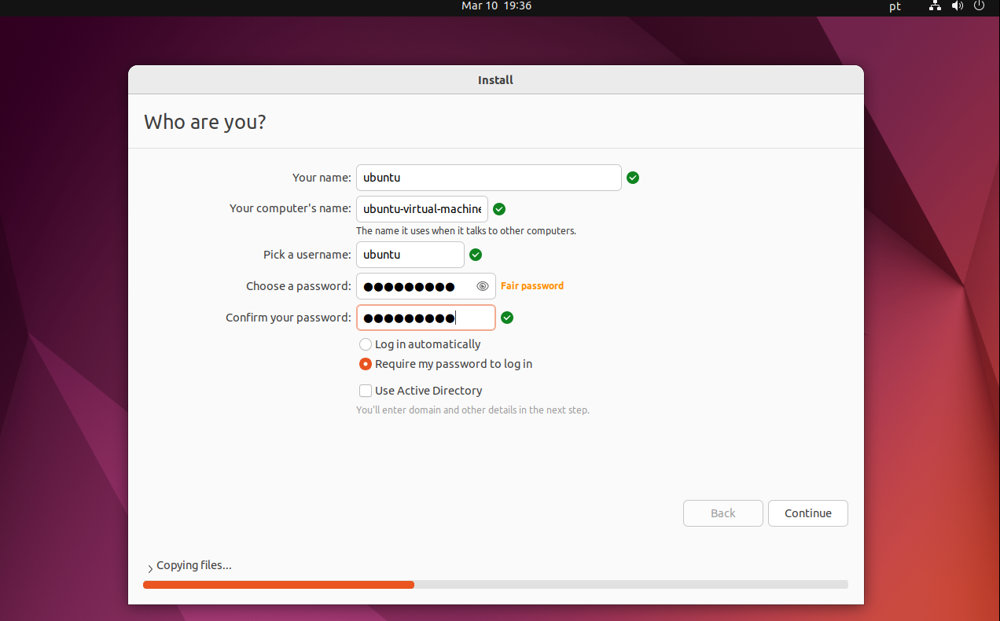 Mar 10 19:36
pt
Install
Who are you?
Your name: ubuntu
Your computer's name: ubuntu-virtual-machine
The name it uses when it talks to other computers.
Pick a username: ubuntu
Choose a password: ●●●●●●●●● Fair password
Confirm your password: ●●●●●●●●●
Log in automatically
Require my password to log in
Use Active Directory
You'll enter domain and other details in the next step.
Back Continue
Copying files...